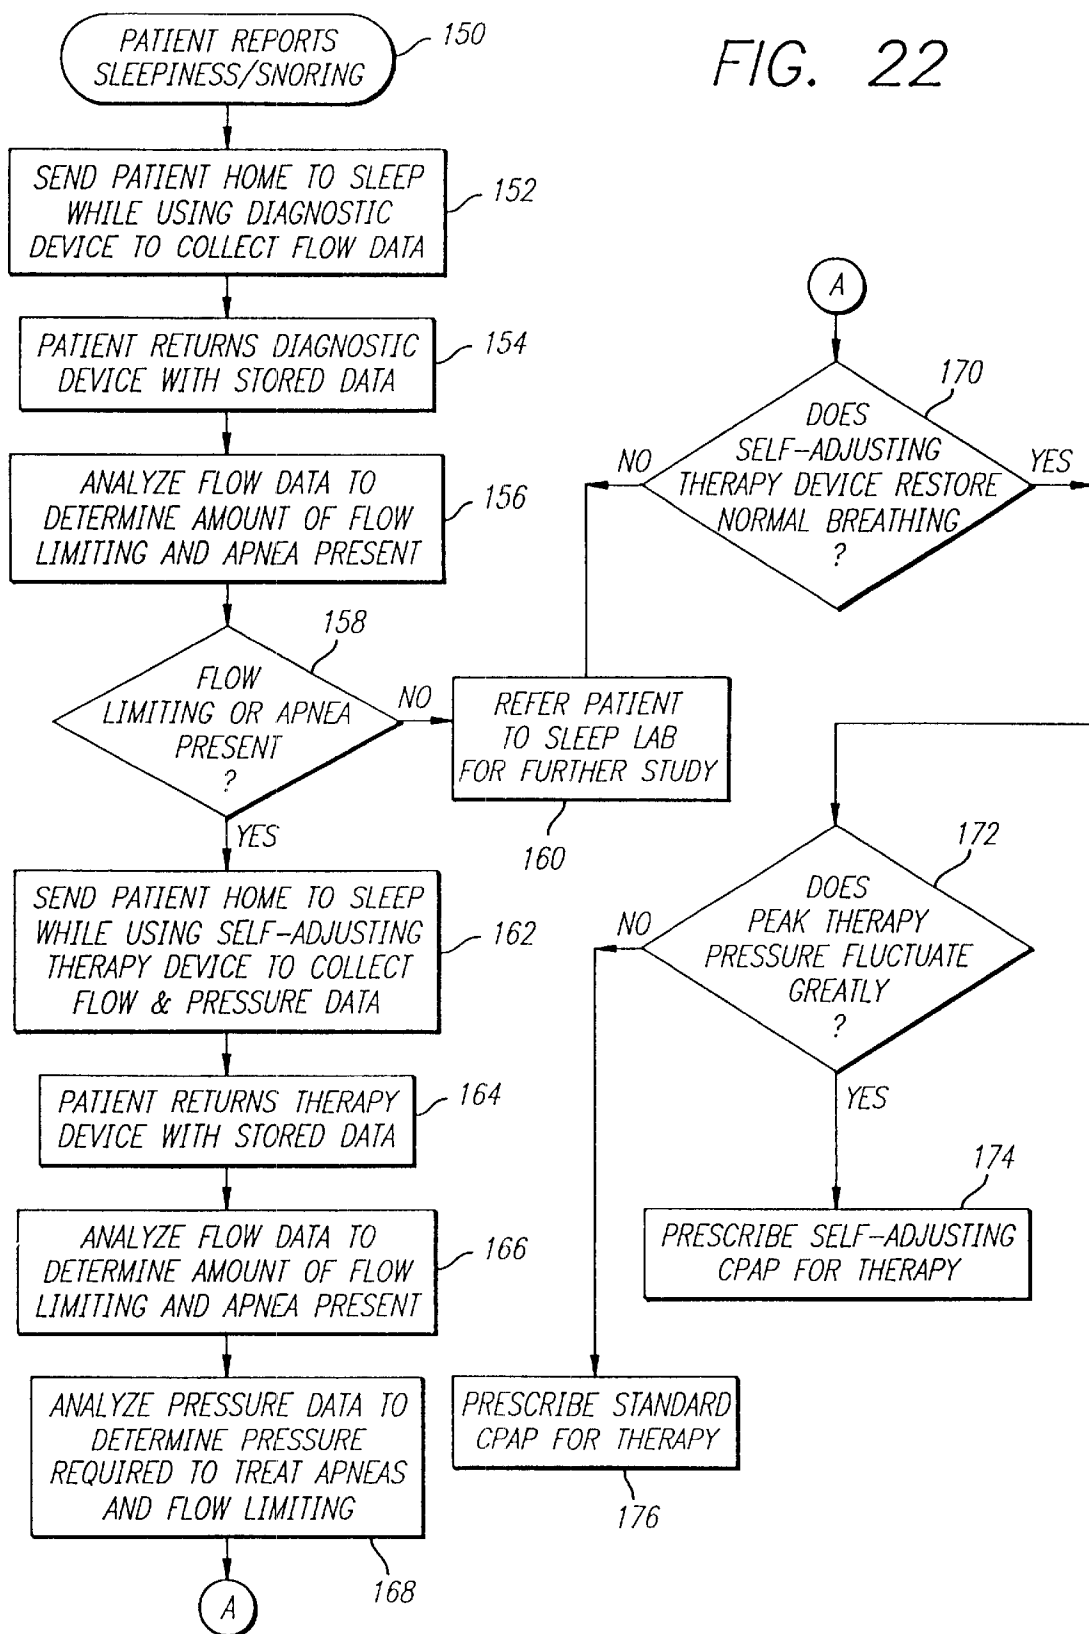 FIG. 22
PATIENT REPORTS
SLEEPINESS/SNORING
150
SEND PATIENT HOME TO SLEEP
WHILE USING DIAGNOSTIC
DEVICE TO COLLECT FLOW DATA
152
PATIENT RETURNS DIAGNOSTIC
DEVICE WITH STORED DATA
154
ANALYZE FLOW DATA TO
DETERMINE AMOUNT OF FLOW
LIMITING AND APNEA PRESENT
156
FLOW
LIMITING OR APNEA
PRESENT
?
158
NO
REFER PATIENT
TO SLEEP LAB
FOR FURTHER STUDY
160
YES
SEND PATIENT HOME TO SLEEP
WHILE USING SELF-ADJUSTING
THERAPY DEVICE TO COLLECT
FLOW & PRESSURE DATA
162
PATIENT RETURNS THERAPY
DEVICE WITH STORED DATA
164
ANALYZE FLOW DATA TO
DETERMINE AMOUNT OF FLOW
LIMITING AND APNEA PRESENT
166
ANALYZE PRESSURE DATA TO
DETERMINE PRESSURE
REQUIRED TO TREAT APNEAS
AND FLOW LIMITING
168
A
A
DOES
SELF-ADJUSTING
THERAPY DEVICE RESTORE
NORMAL BREATHING
?
170
NO
YES
DOES
PEAK THERAPY
PRESSURE FLUCTUATE
GREATLY
?
172
NO
YES
PRESCRIBE SELF-ADJUSTING
CPAP FOR THERAPY
174
PRESCRIBE STANDARD
CPAP FOR THERAPY
176